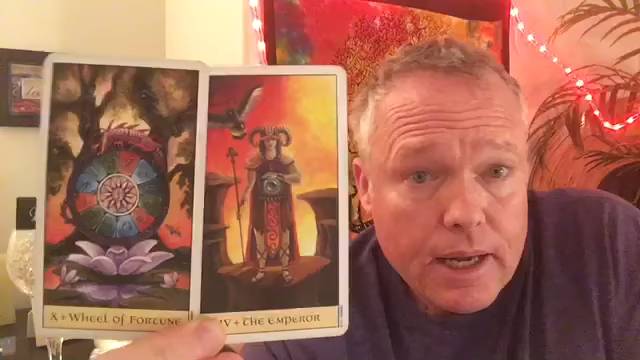 X + Wheel of Fortune
IV + The Emperor